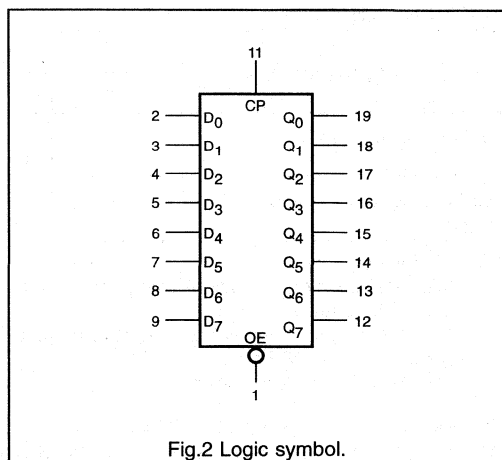 11
CP
2 D0 Q0 19
3 D1 Q1 18
4 D2 Q2 17
5 D3 Q3 16
6 D4 Q4 15
7 D5 Q5 14
8 D6 Q6 13
9 D7 Q7 12
OE
1
Fig.2 Logic symbol.